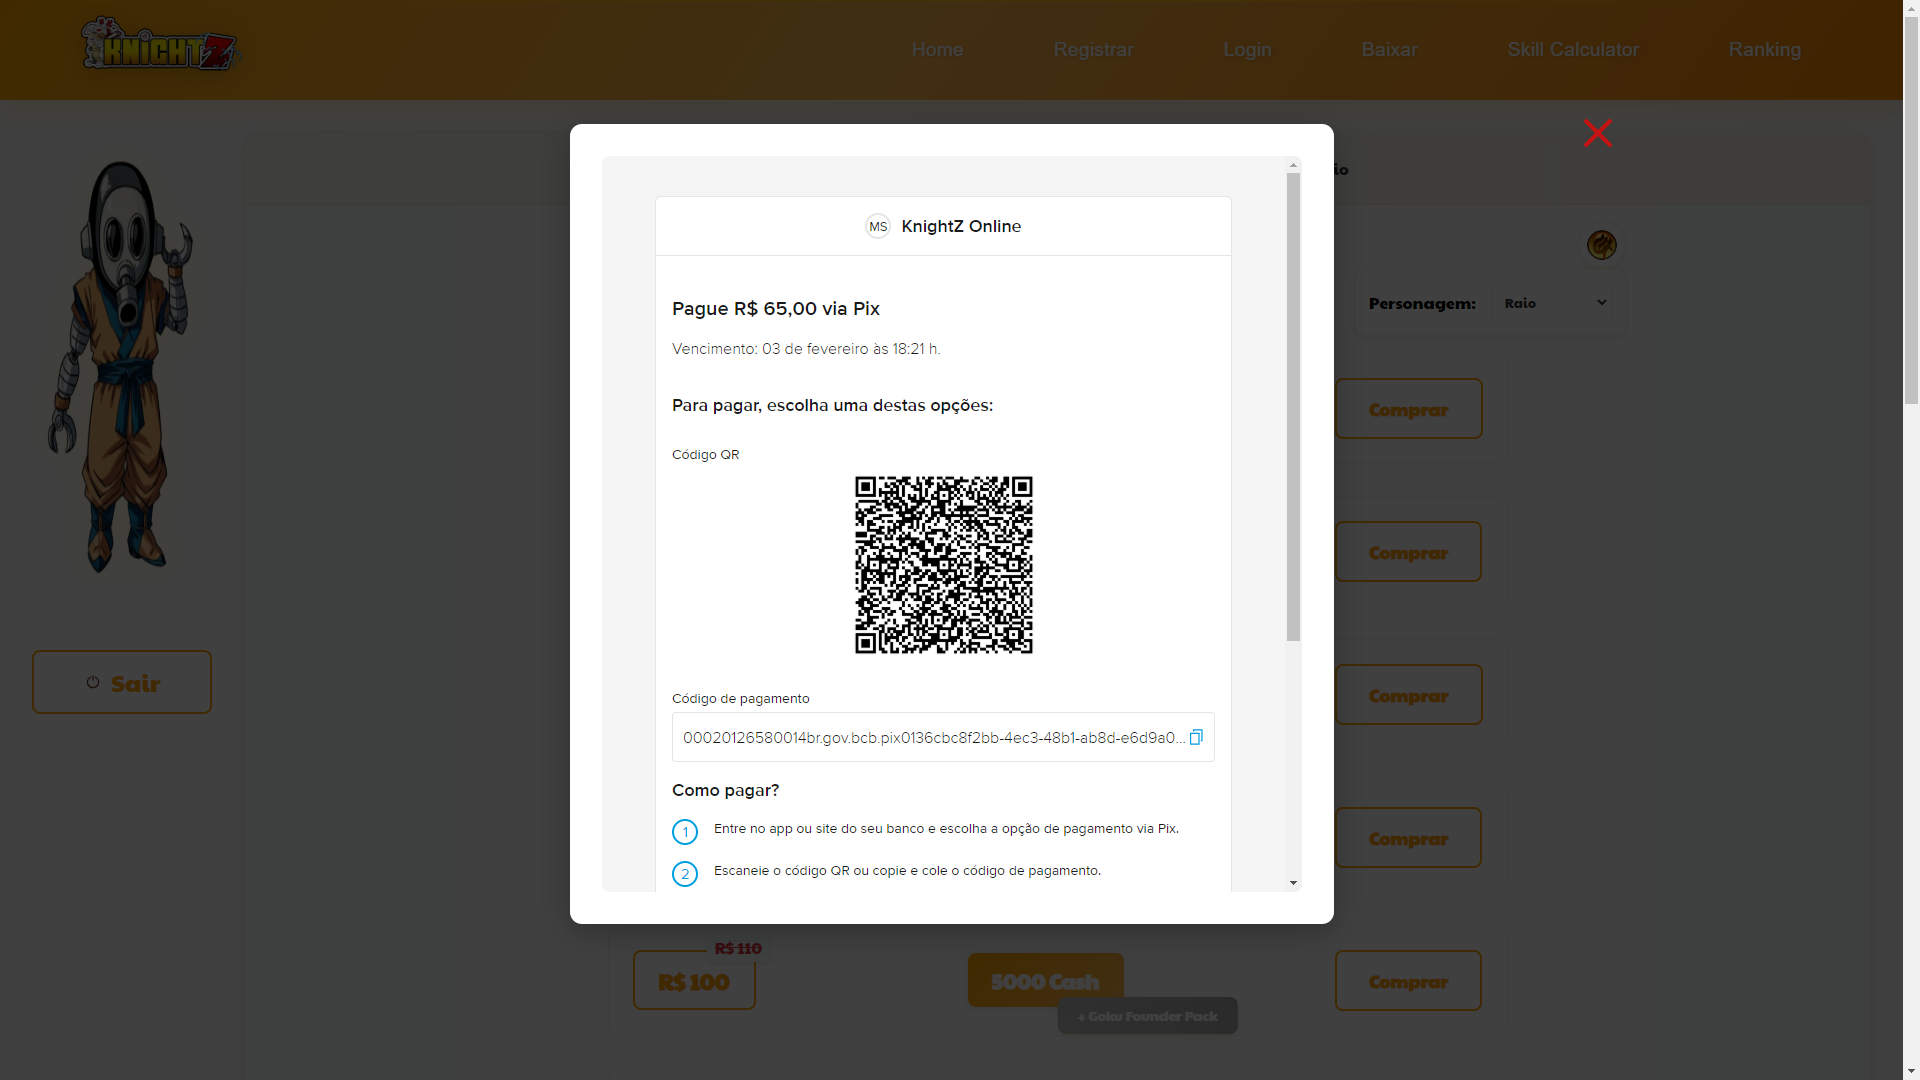 KNIGHTZ
Home
Registrar
Login
Baixar
Skill Calculator
Ranking
io
MS KnightZ Online
Pague R$ 65,00 via Pix
Vencimento: 03 de fevereiro às 18:21 h.
Para pagar, escolha uma destas opções:
Código QR
Código de pagamento
00020126580014br.gov.bcb.pix0136cbc8f2bb-4ec3-48b1-ab8d-e6d9a0...
Como pagar?
1 Entre no app ou site do seu banco e escolha a opção de pagamento via Pix.
2 Escaneie o código QR ou copie e cole o código de pagamento.
Personagem: Raio
Comprar
Comprar
Comprar
Comprar
Sair
R$ 110
R$ 100
5000 Cash
+ Goku Founder Pack
Comprar